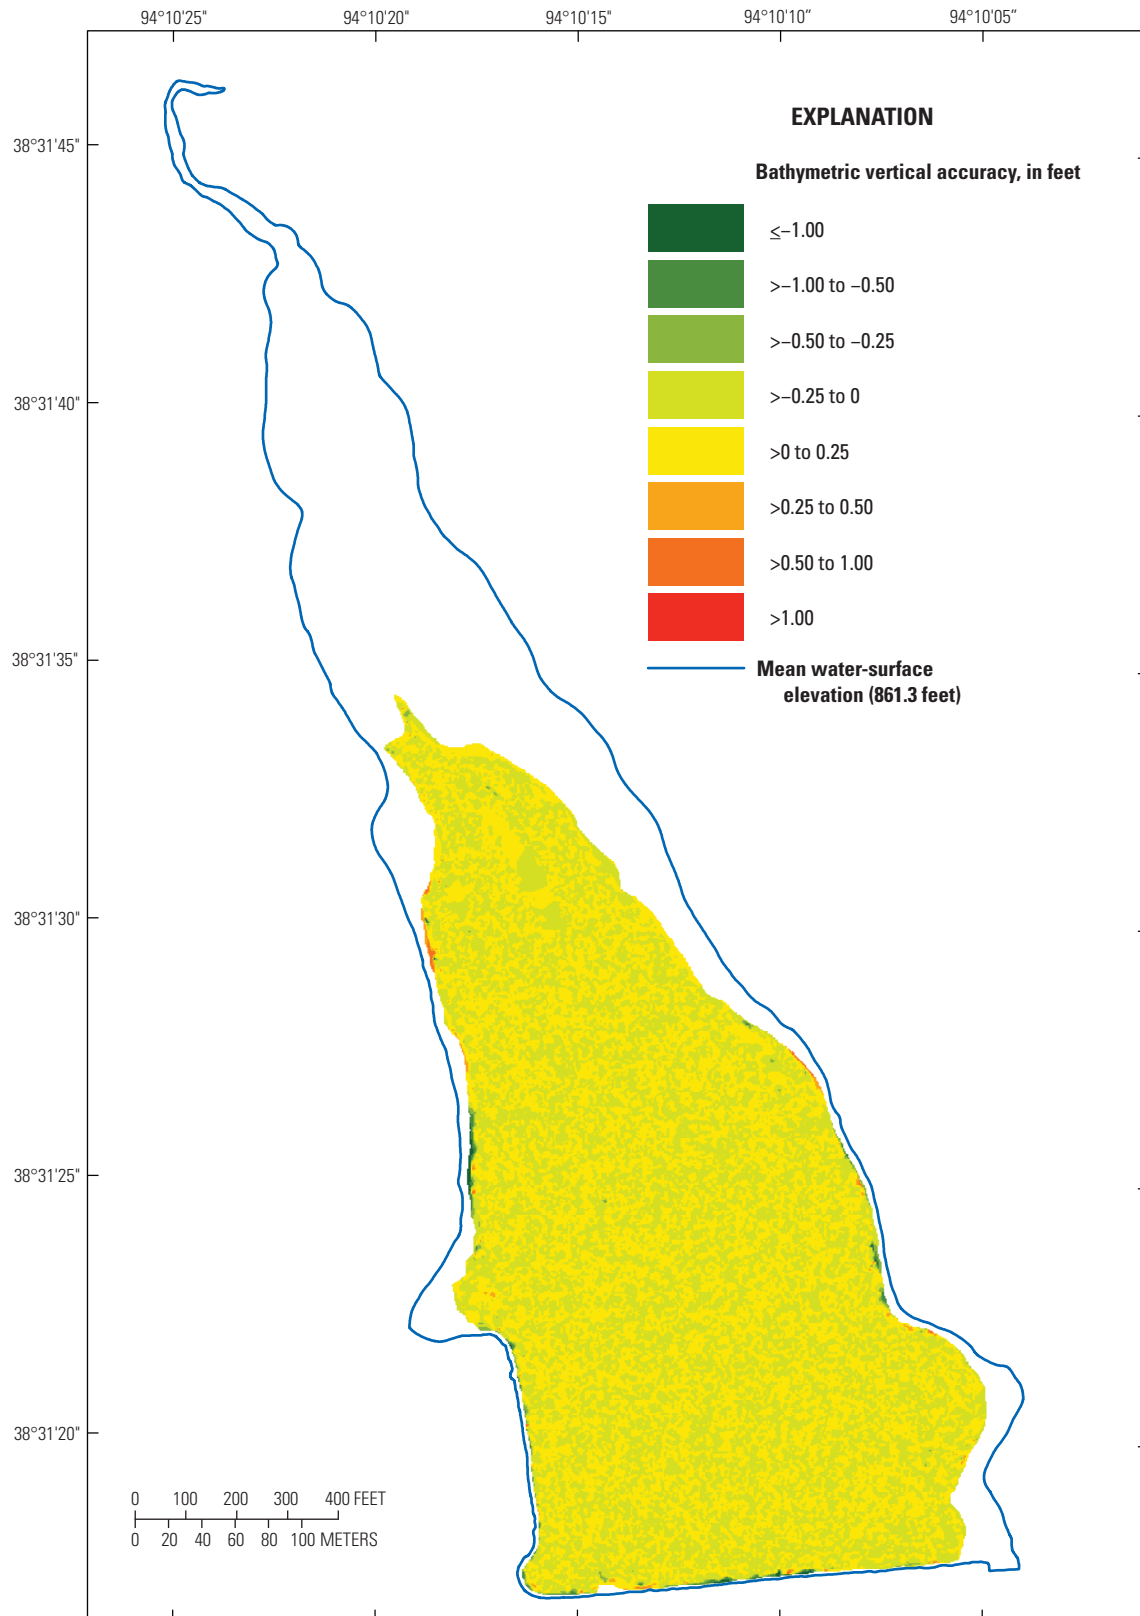 94°10'25" 94°10'20" 94°10'15" 94°10'10" 94°10'05"
EXPLANATION
38°31'45"
Bathymetric vertical accuracy, in feet
≤−1.00
>−1.00 to −0.50
>−0.50 to −0.25
38°31'40"
>−0.25 to 0
>0 to 0.25
>0.25 to 0.50
>0.50 to 1.00
>1.00
38°31'35"
Mean water-surface
elevation (861.3 feet)
38°31'30"
38°31'25"
38°31'20"
0 100 200 300 400 FEET
0 20 40 60 80 100 METERS